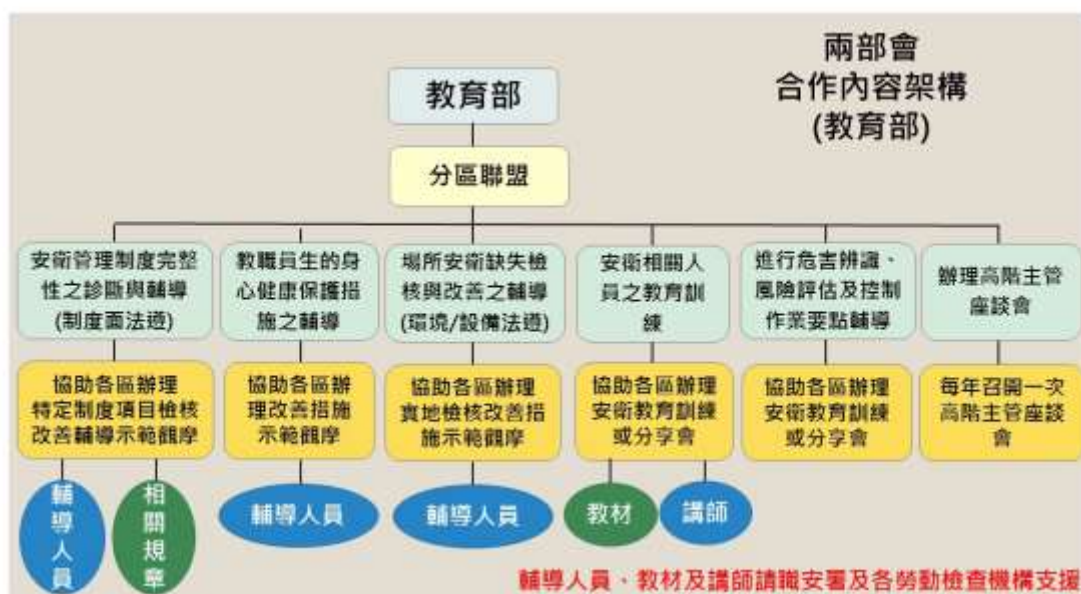 兩部會
合作內容架構
(教育部)
教育部
分區聯盟
安衛管理制度完整
性之診斷與輔導
(制度面法遵)
教職員生的身
心健康保護措
施之輔導
場所安衛缺失檢
核與改善之輔導
(環境/設備法遵)
安衛相關人
員之教育訓
練
進行危害辨識、
風險評估及控制
作業要點輔導
辦理高階主管
座談會
協助各區辦理
特定制度項目檢核
改善輔導示範觀摩
協助各區辦
理改善措施
示範觀摩
協助各區辦理
實地檢核改善措
施示範觀摩
協助各區辦理
安衛教育訓練
或分享會
協助各區辦理
安衛教育訓練
或分享會
每年召開一次
高階主管座談
會
輔導人員
相關規章
輔導人員
輔導人員
教材
講師
輔導人員、教材及講師請職安署及各勞動檢查機構支援